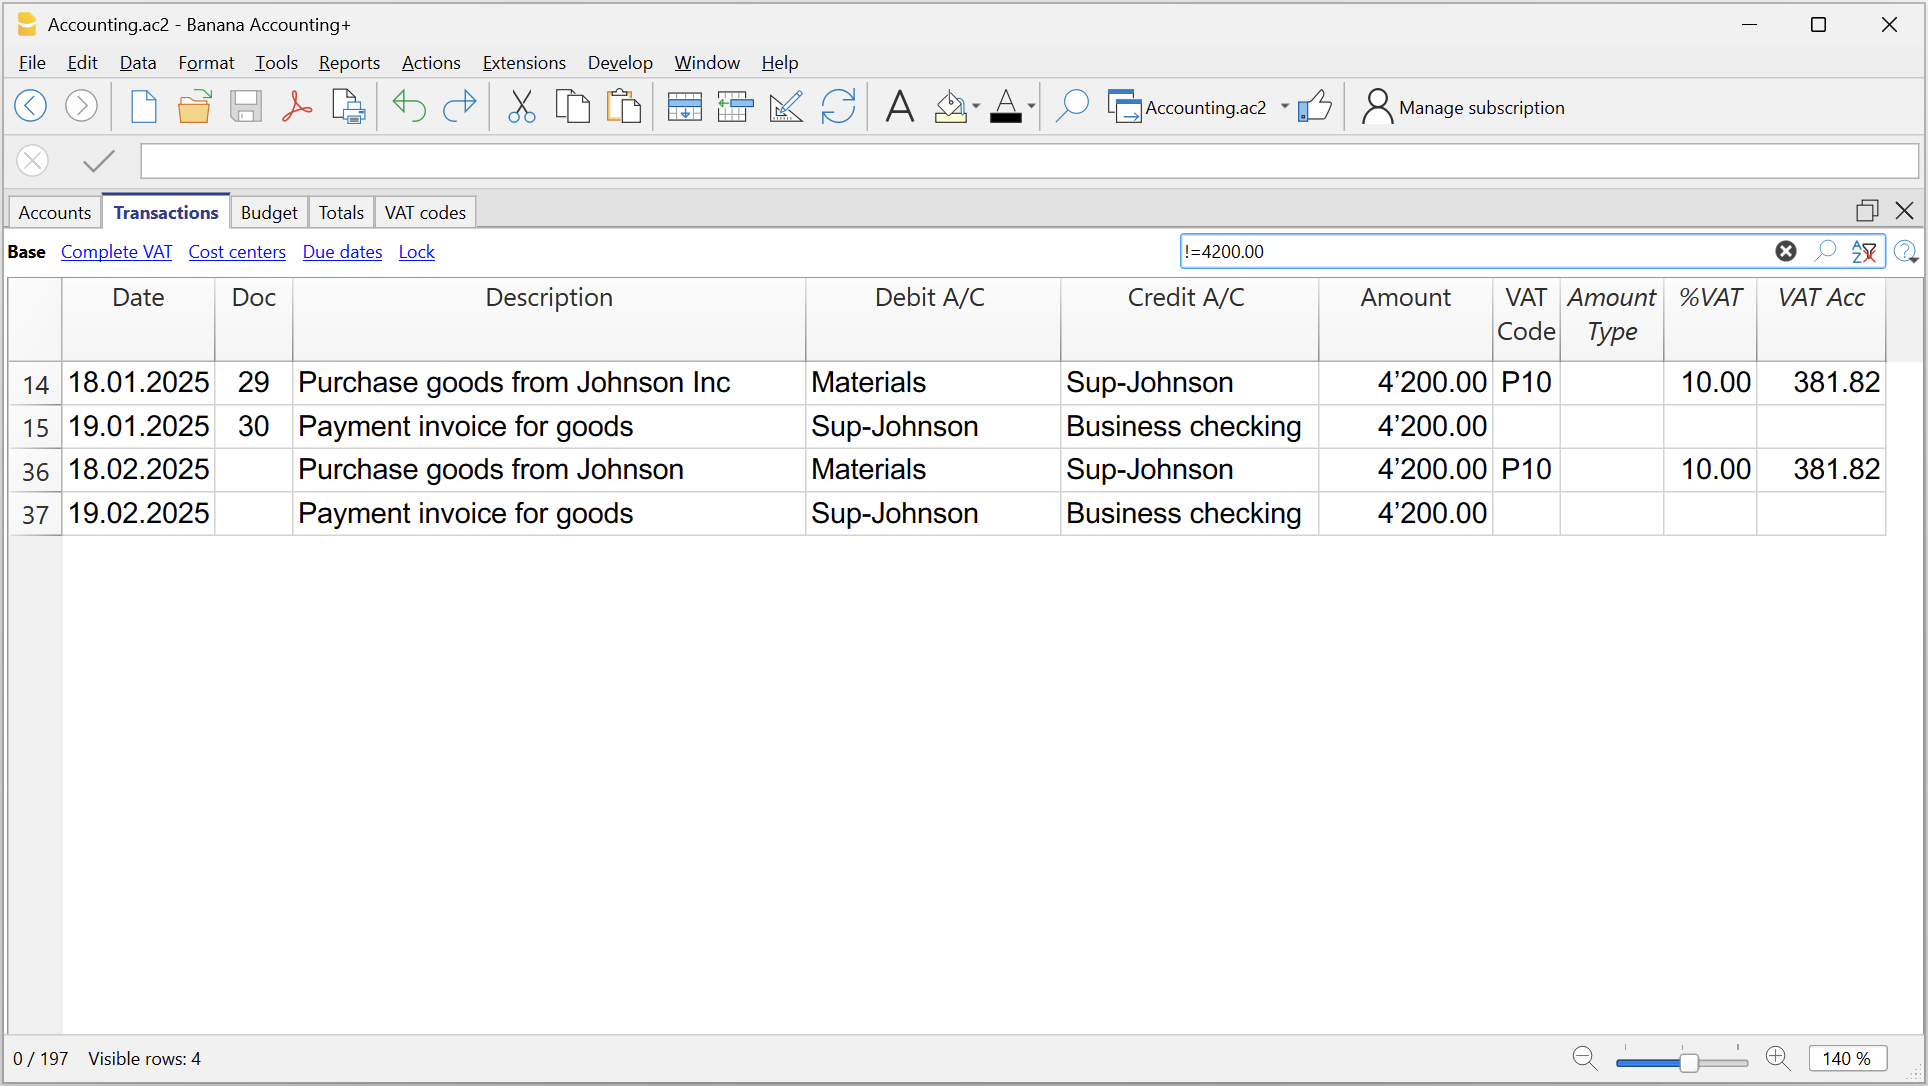 Accounting.ac2 - Banana Accounting+
File Edit Data Format Tools Reports Actions Extensions Develop Window Help
Accounting.ac2 Manage subscription
Accounts Transactions Budget Totals VAT codes
Base Complete VAT Cost centers Due dates Lock !=4200.00
Date Doc Description Debit A/C Credit A/C Amount VAT Code Amount Type %VAT VAT Acc
14 18.01.2025 29 Purchase goods from Johnson Inc Materials Sup-Johnson 4’200.00 P10 10.00 381.82
15 19.01.2025 30 Payment invoice for goods Sup-Johnson Business checking 4’200.00
36 18.02.2025 Purchase goods from Johnson Materials Sup-Johnson 4’200.00 P10 10.00 381.82
37 19.02.2025 Payment invoice for goods Sup-Johnson Business checking 4’200.00
0 / 197 Visible rows: 4 140 %